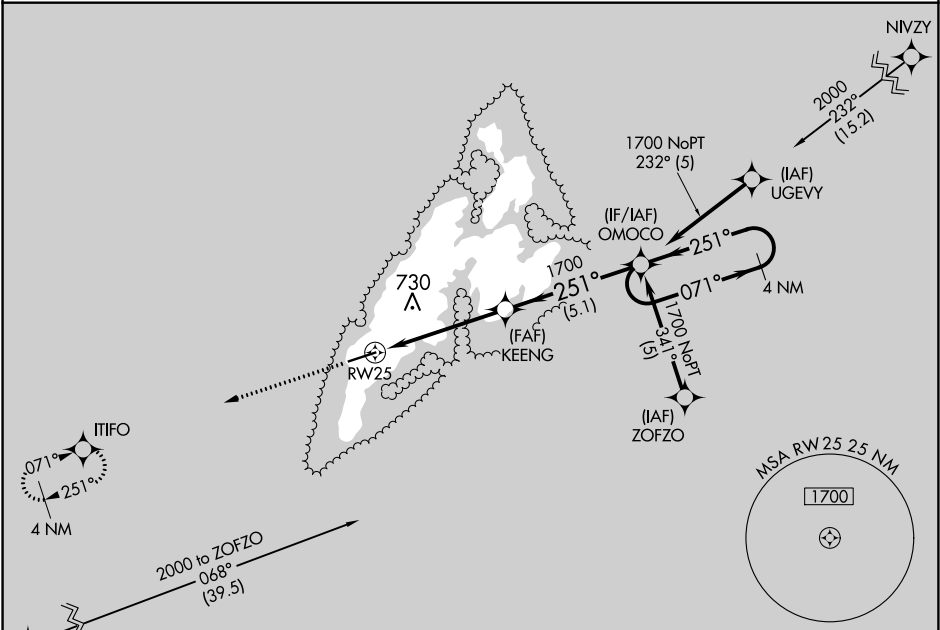 NIVZY
2000
232°
(15.2)
1700 NoPT
232° (5)
(IAF)
UGEVY
(IF/IAF)
OMOCO
251°
071°
4 NM
1700
251°
(5.1)
730
(FAF)
KEENG
RW25
1700 NoPT
341°
(5)
(IAF)
ZOFZO
ITIFO
071°
251°
4 NM
2000 to ZOFZO
068°
(39.5)
MSA RW25 25 NM
1700